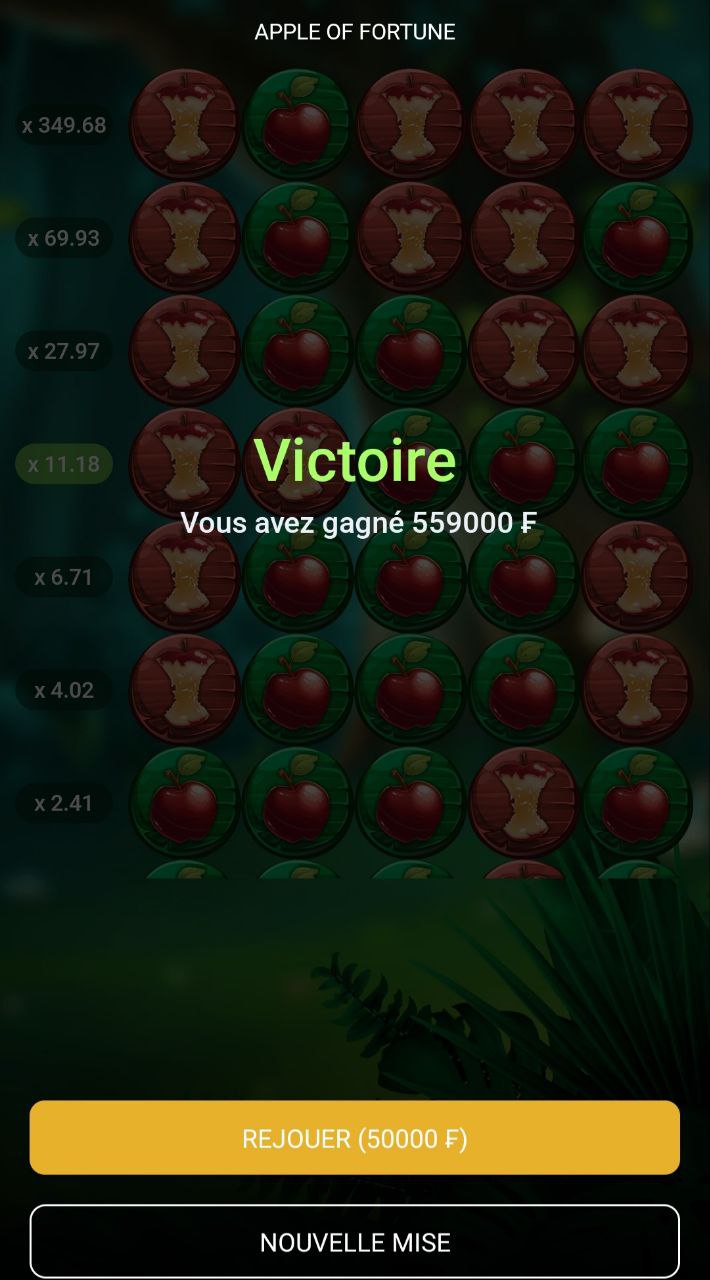 APPLE OF FORTUNE
x 349.68
x 69.93
x 27.97
x 11.18
Victoire
Vous avez gagné 559000 ₣
x 6.71
x 4.02
x 2.41
REJOUER (50000 ₣)
NOUVELLE MISE